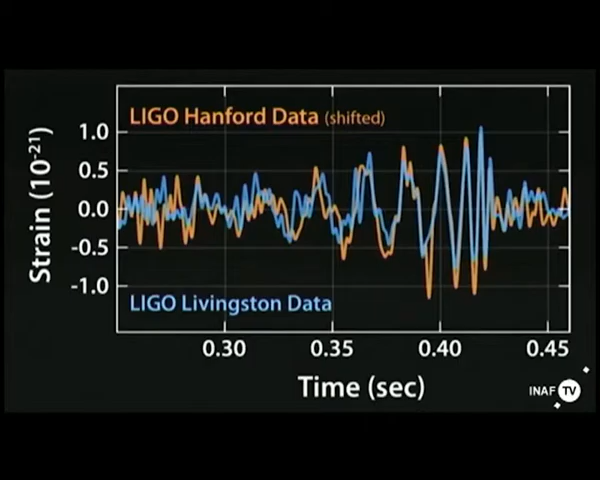 LIGO Hanford Data (shifted)
1.0
0.5
0.0
-0.5
-1.0
Strain (10⁻²¹)
LIGO Livingston Data
0.30 0.35 0.40 0.45
Time (sec)
INAF TV